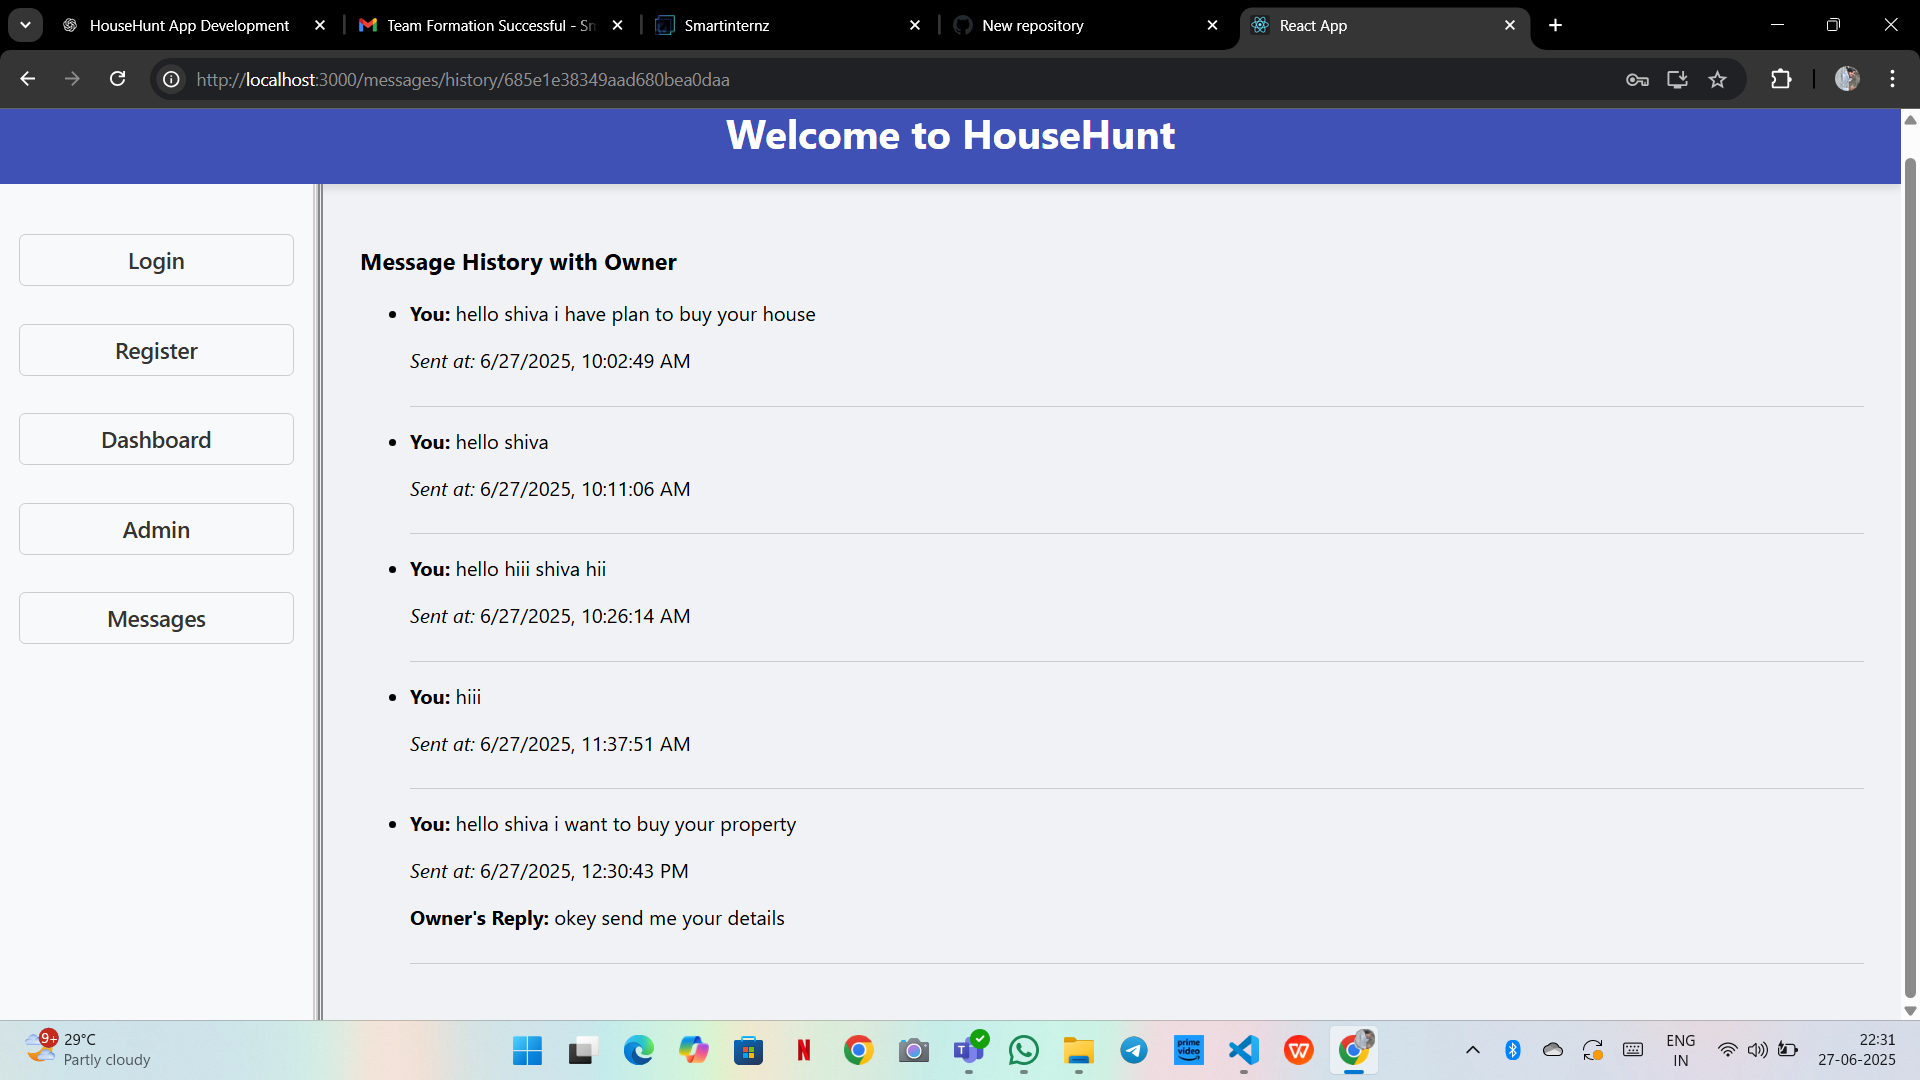 HouseHunt App Development
Team Formation Successful - Sm
Smartinternz
New repository
React App
http://localhost:3000/messages/history/685e1e38349aad680bea0daa
Welcome to HouseHunt
Login
Register
Dashboard
Admin
Messages
Message History with Owner
You: hello shiva i have plan to buy your house
Sent at: 6/27/2025, 10:02:49 AM
You: hello shiva
Sent at: 6/27/2025, 10:11:06 AM
You: hello hiii shiva hii
Sent at: 6/27/2025, 10:26:14 AM
You: hiii
Sent at: 6/27/2025, 11:37:51 AM
You: hello shiva i want to buy your property
Sent at: 6/27/2025, 12:30:43 PM
Owner's Reply: okey send me your details
9+
29°C
Partly cloudy
prime
video
ENG
IN
22:31
27-06-2025